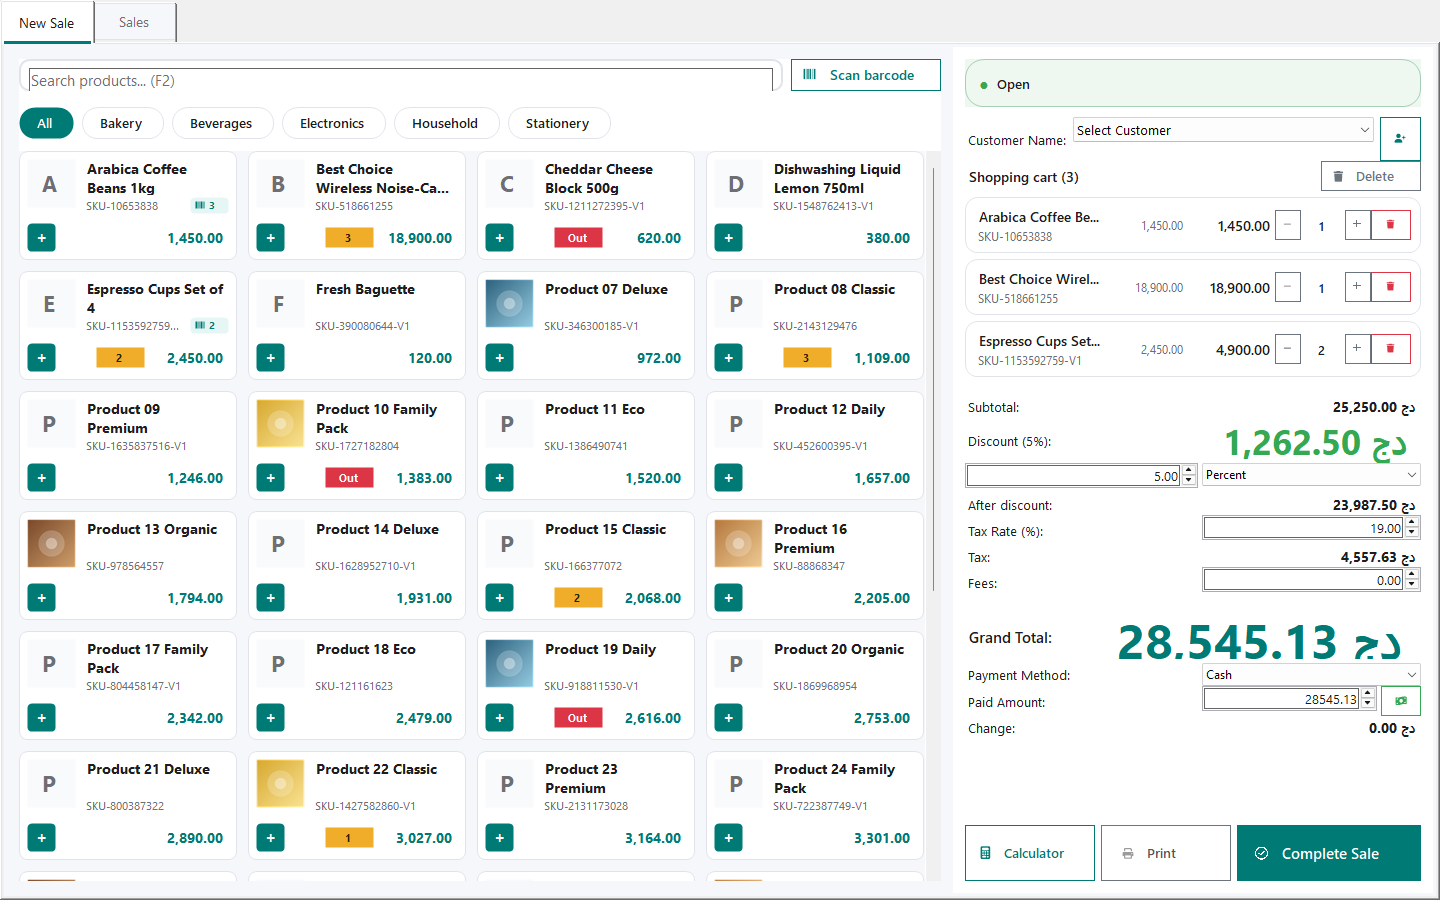 New Sale
Sales
Search products... (F2)
Scan barcode
All
Bakery
Beverages
Electronics
Household
Stationery
A
Arabica Coffee
Beans 1kg
SKU-10653838
3
+
1,450.00
B
Best Choice
Wireless Noise-Ca...
SKU-518661255
+
3
18,900.00
C
Cheddar Cheese
Block 500g
SKU-1211272395-V1
+
Out
620.00
D
Dishwashing Liquid
Lemon 750ml
SKU-1548762413-V1
+
380.00
E
Espresso Cups Set of
4
SKU-1153592759...
2
+
2
2,450.00
F
Fresh Baguette
SKU-390080644-V1
+
120.00
Product 07 Deluxe
SKU-346300185-V1
+
972.00
P
Product 08 Classic
SKU-2143129476
+
3
1,109.00
P
Product 09
Premium
SKU-1635837516-V1
+
1,246.00
Product 10 Family
Pack
SKU-1727182804
+
Out
1,383.00
P
Product 11 Eco
SKU-1386490741
+
1,520.00
P
Product 12 Daily
SKU-452600395-V1
+
1,657.00
Product 13 Organic
SKU-978564557
+
1,794.00
P
Product 14 Deluxe
SKU-1628952710-V1
+
1,931.00
P
Product 15 Classic
SKU-166377072
+
2
2,068.00
Product 16
Premium
SKU-88868347
+
2,205.00
P
Product 17 Family
Pack
SKU-804458147-V1
+
2,342.00
P
Product 18 Eco
SKU-121161623
+
2,479.00
Product 19 Daily
SKU-918811530-V1
+
Out
2,616.00
P
Product 20 Organic
SKU-1869968954
+
2,753.00
P
Product 21 Deluxe
SKU-800387322
+
2,890.00
Product 22 Classic
SKU-1427582860-V1
+
1
3,027.00
P
Product 23
Premium
SKU-2131173028
+
3,164.00
P
Product 24 Family
Pack
SKU-722387749-V1
+
3,301.00
Open
Customer Name:
Select Customer
Shopping cart (3)
Delete
Arabica Coffee Be...
SKU-10653838
1,450.00
1,450.00
−
1
+
Best Choice Wirel...
SKU-518661255
18,900.00
18,900.00
−
1
+
Espresso Cups Set...
SKU-1153592759-V1
2,450.00
4,900.00
−
2
+
Subtotal:
25,250.00 دج
Discount (5%):
1,262.50 دج
5.00
Percent
After discount:
23,987.50 دج
Tax Rate (%):
19.00
Tax:
4,557.63 دج
Fees:
0.00
Grand Total:
28,545.13 دج
Payment Method:
Cash
Paid Amount:
28545.13
Change:
0.00 دج
Calculator
Print
Complete Sale